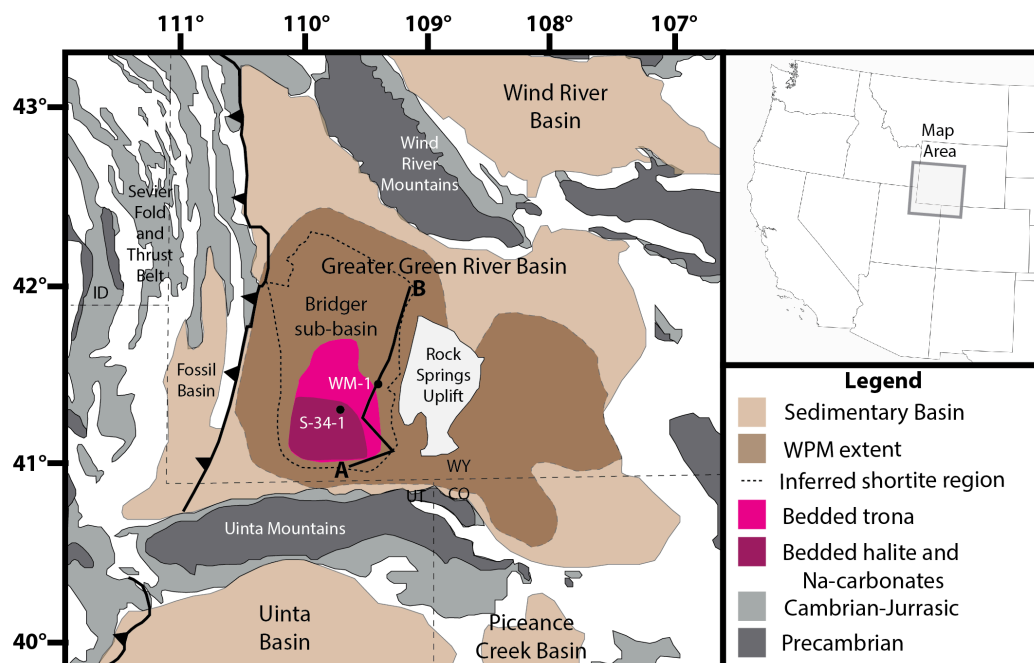 111°
110°
109°
108°
107°
43°
42°
41°
40°
Wind River
Basin
Wind
River
Mountains
Sevier
Fold
and
Thrust
Belt
ID
Greater Green River Basin
B
Bridger
sub-basin
Rock
Springs
Uplift
Fossil
Basin
WM-1
S-34-1
A
WY
UT
CO
Uinta Mountains
Uinta
Basin
Piceance
Creek Basin
Map
Area
Legend
Sedimentary Basin
WPM extent
Inferred shortite region
Bedded trona
Bedded halite and
Na-carbonates
Cambrian-Jurrasic
Precambrian